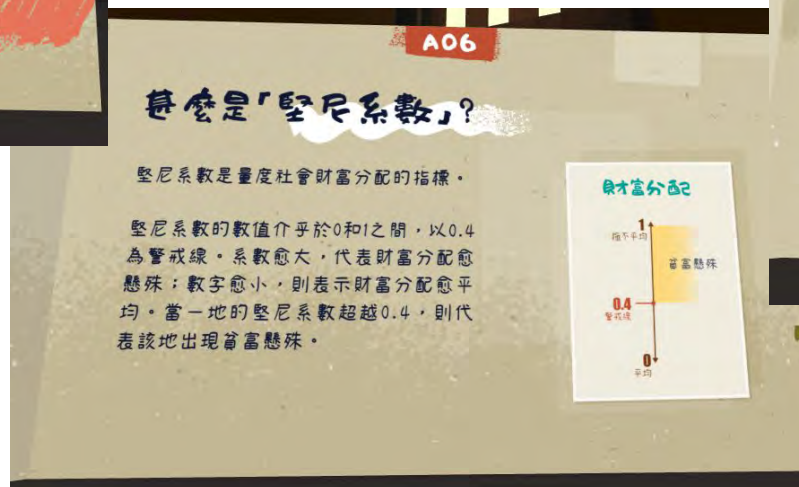 A06
甚麼是「堅尼系數」?
堅尼系數是量度社會財富分配的指標。
堅尼系數的數值介乎於0和1之間,以0.4
為警戒線。系數愈大,代表財富分配愈
懸殊;數字愈小,則表示財富分配愈平
均。當一地的堅尼系數超越0.4,則代
表該地出現貧富懸殊。
財富分配
1
極不平均
貧富懸殊
0.4
警戒線
0
平均